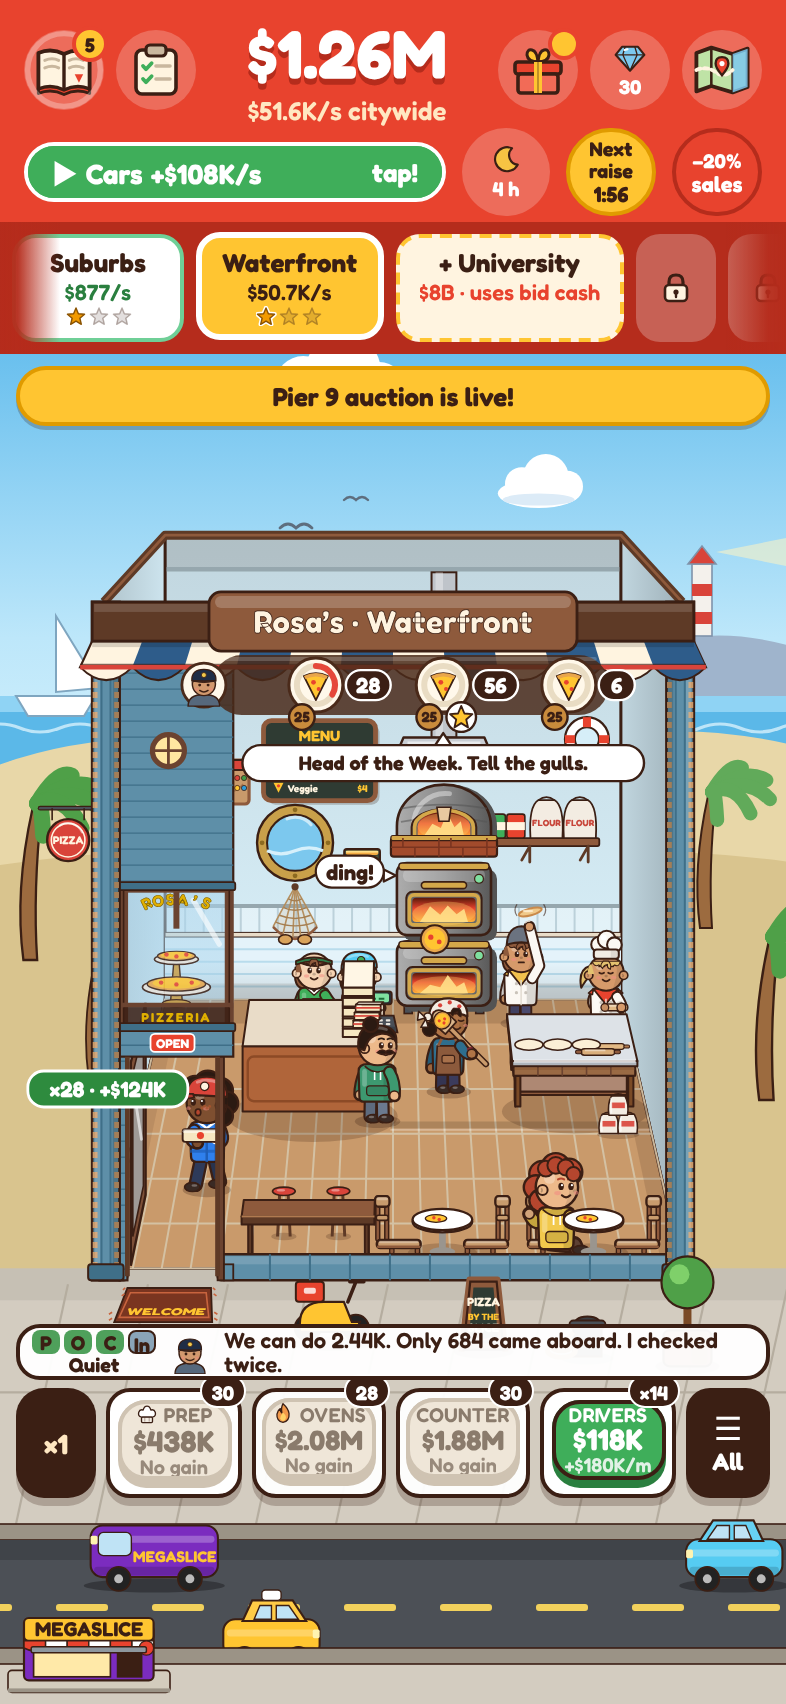 5
$1.26M
$51.6K/s citywide
30
Cars +$108K/s tap!
4 h
Next
raise
1:56
-20%
sales
Suburbs
$877/s
Waterfront
$50.7K/s
+ University
$8B · uses bid cash
Pier 9 auction is live!
Rosa's · Waterfront
28
56
6
25
25
25
MENU
Head of the Week. Tell the gulls.
Veggie $4
FLOUR FLOUR
PIZZA
ding!
ROSA'S
PIZZERIA
OPEN
x28 · +$124K
WELCOME
PIZZA
BY THE
P O C In
Quiet
We can do 2.44K. Only 684 came aboard. I checked
twice.
x1
30
PREP
$438K
No gain
28
OVENS
$2.08M
No gain
30
COUNTER
$1.88M
No gain
x14
DRIVERS
$118K
+$180K/m
All
MEGASLICE
MEGASLICE